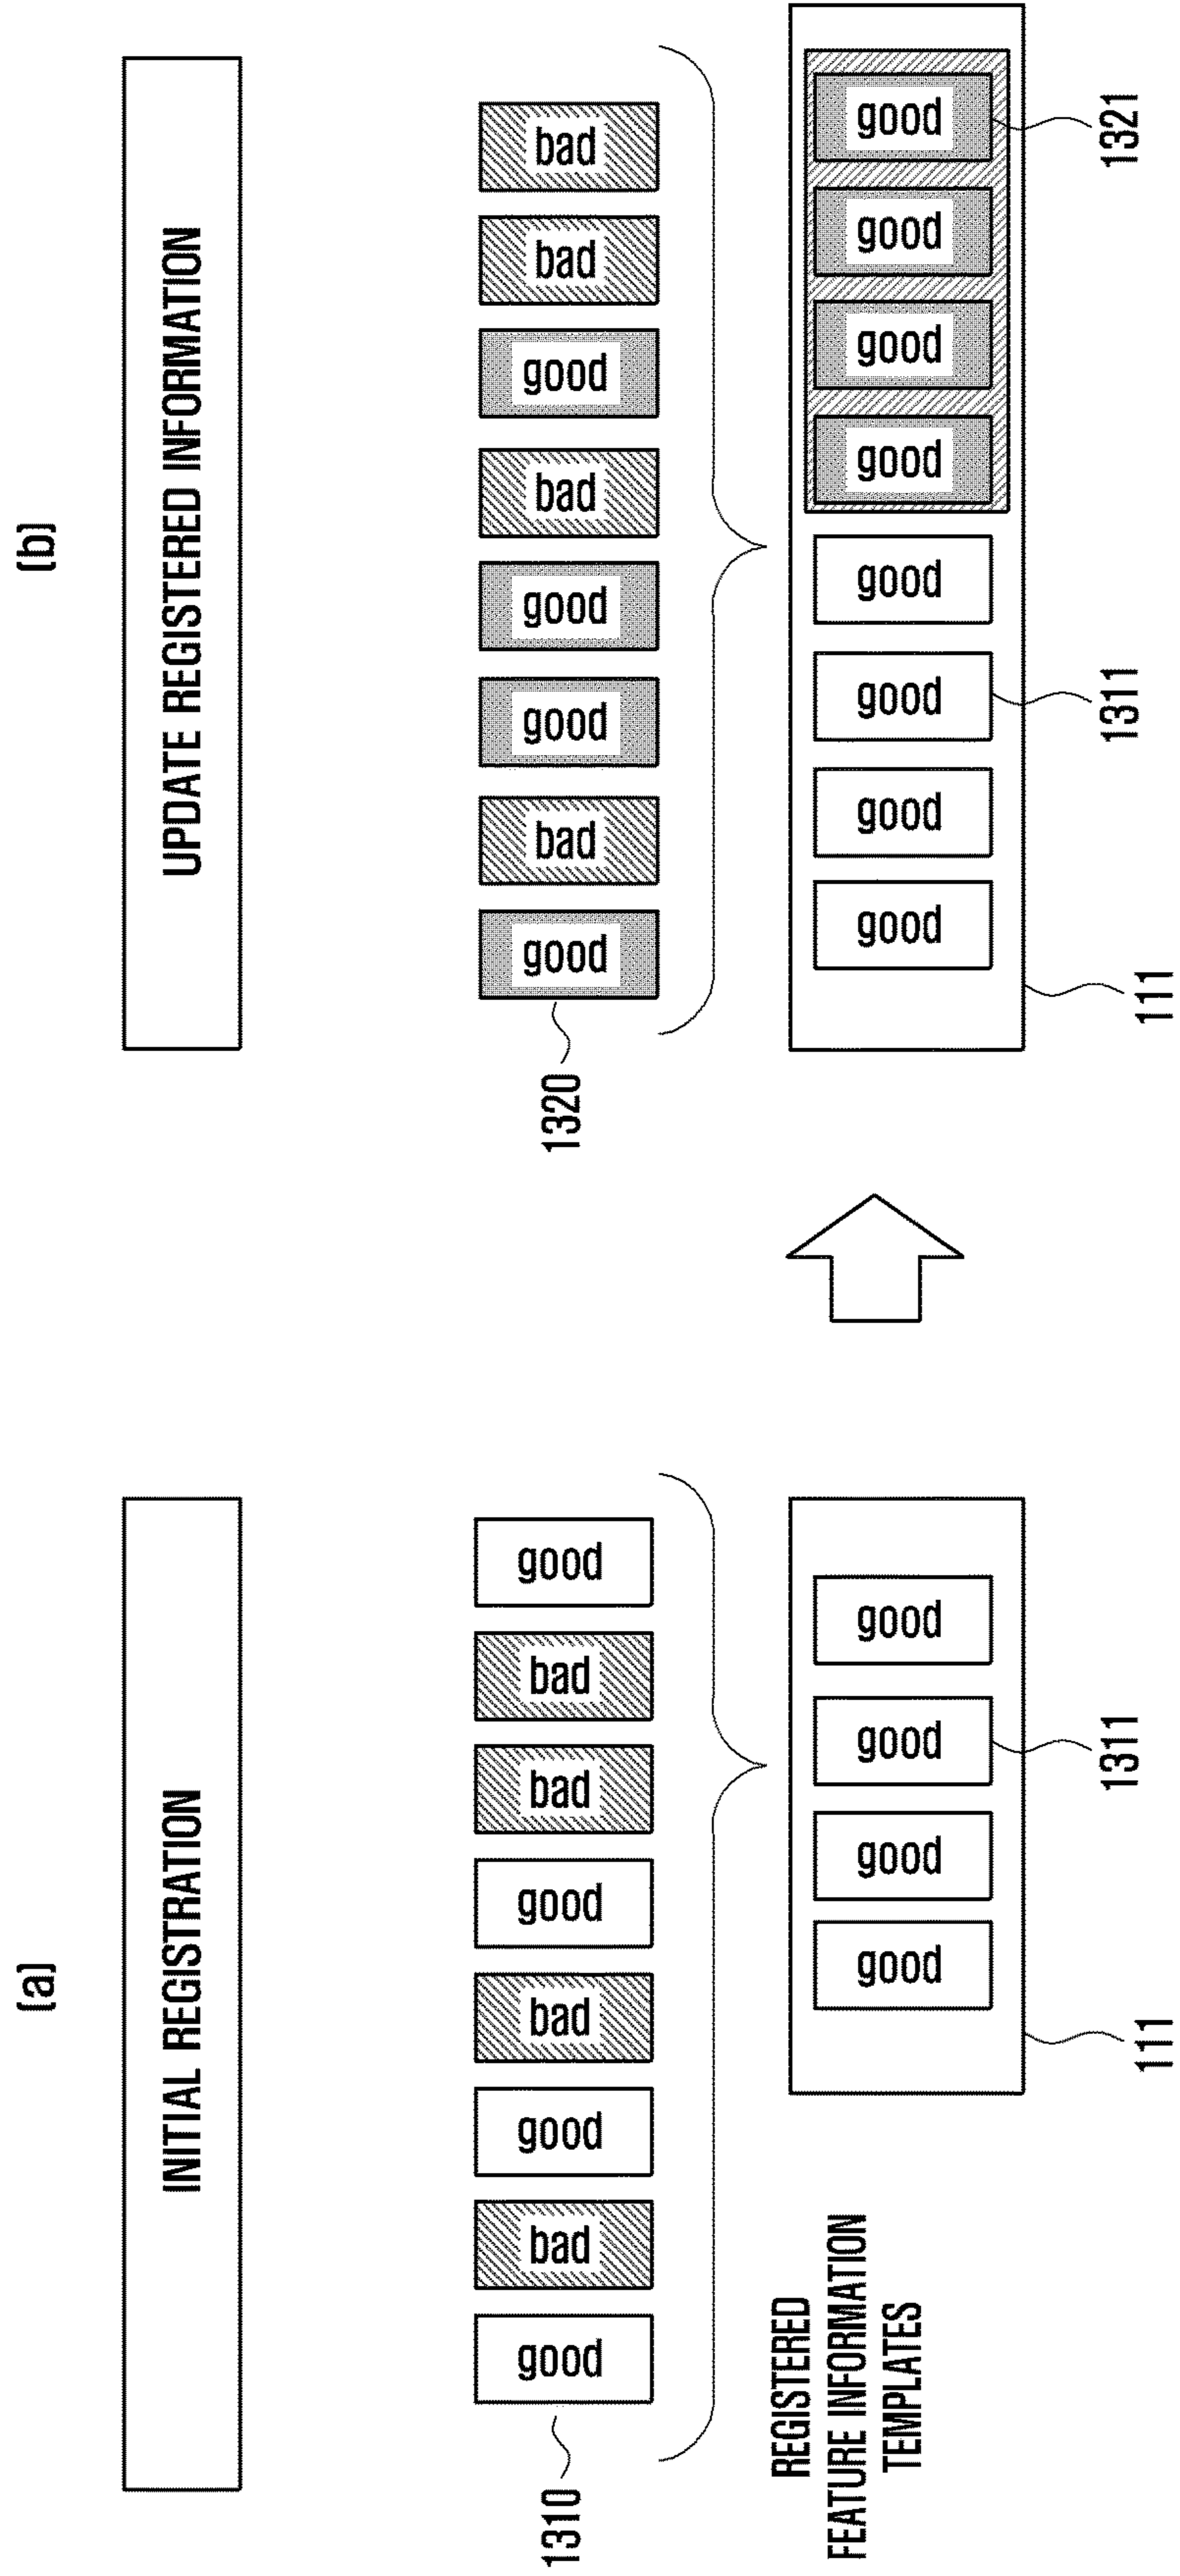 (a)
INITIAL REGISTRATION
good bad good bad good bad bad good
1310
REGISTERED
FEATURE INFORMATION
TEMPLATES
good good good good
1311
111
(b)
UPDATE REGISTERED INFORMATION
good bad good good bad good bad bad
1320
good good good good good good good good
1311
1321
111